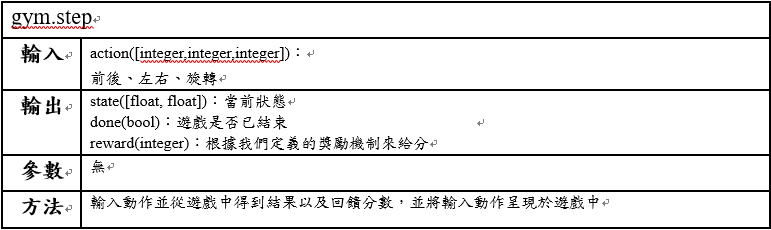 gym.step
輸入
action([integer,integer,integer])：
前後、左右、旋轉
輸出
state([float, float])：當前狀態
done(bool)：遊戲是否已結束
reward(integer)：根據我們定義的獎勵機制來給分
參數
無
方法
輸入動作並從遊戲中得到結果以及回饋分數，並將輸入動作呈現於遊戲中